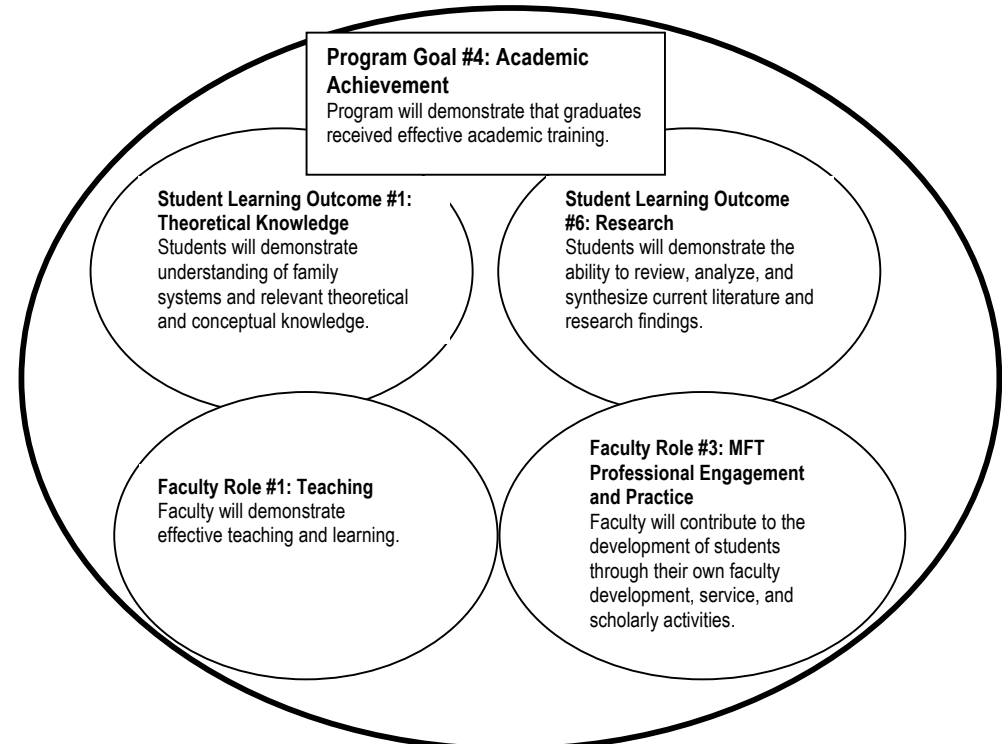 Program Goal #4: Academic
Achievement
Program will demonstrate that graduates
received effective academic training.
Student Learning Outcome #1:
Theoretical Knowledge
Students will demonstrate
understanding of family
systems and relevant theoretical
and conceptual knowledge.
Student Learning Outcome
#6: Research
Students will demonstrate the
ability to review, analyze, and
synthesize current literature and
research findings.
Faculty Role #1: Teaching
Faculty will demonstrate
effective teaching and learning.
Faculty Role #3: MFT
Professional Engagement
and Practice
Faculty will contribute to the
development of students
through their own faculty
development, service, and
scholarly activities.